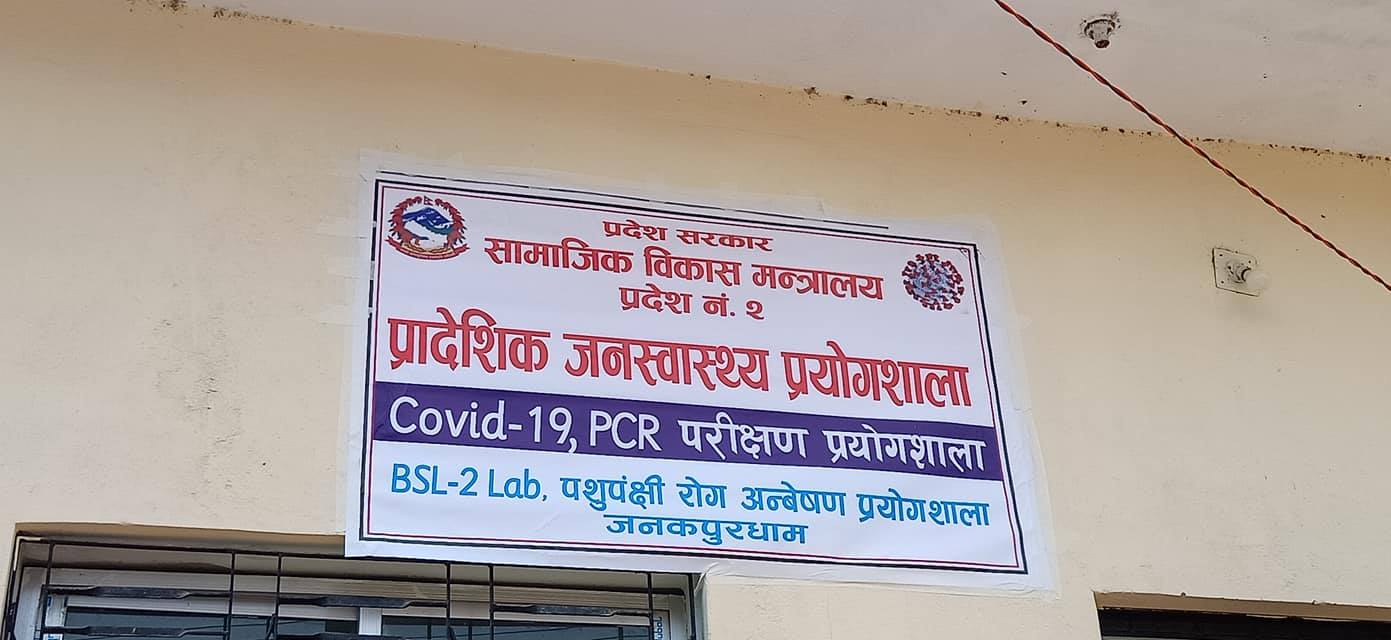 प्रदेश सरकार
सामाजिक विकास मन्त्रालय
प्रदेश नं. २
प्रादेशिक जनस्वास्थ्य प्रयोगशाला
Covid-19, PCR परीक्षण प्रयोगशाला
BSL-2 Lab, पशुपंक्षी रोग अन्बेषण प्रयोगशाला
जनकपुरधाम